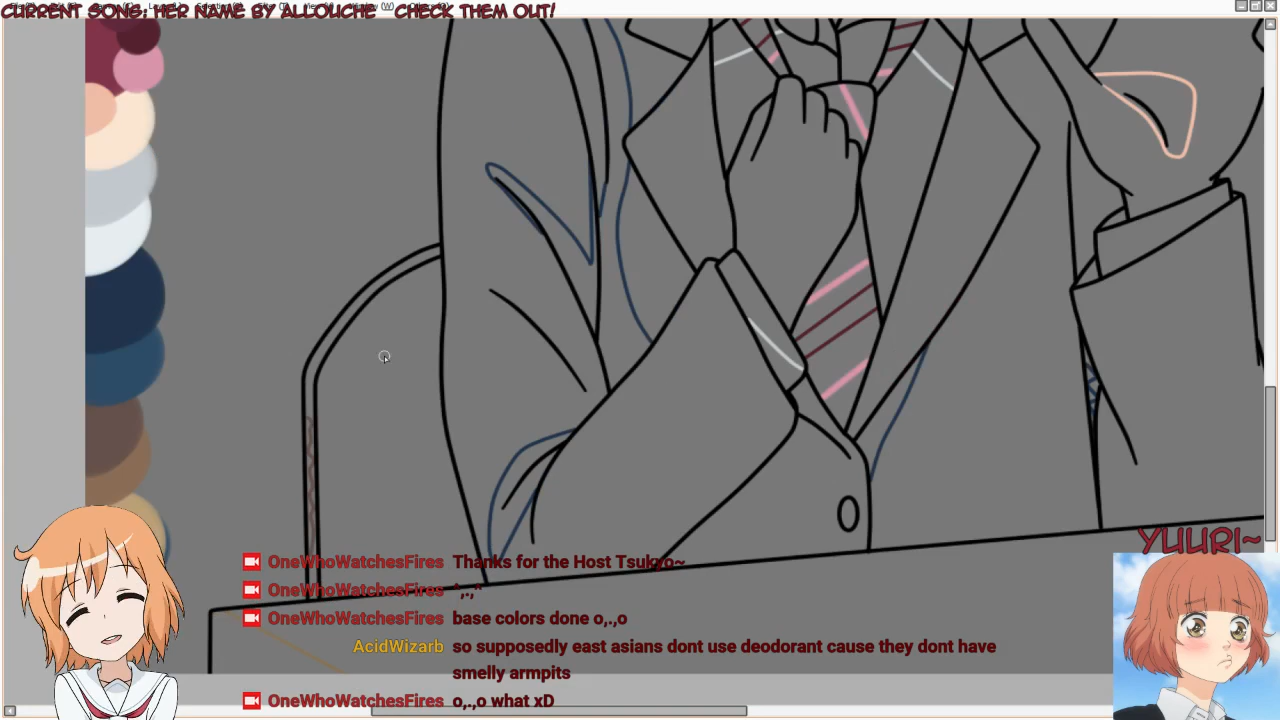 CURRENT SONG: HER NAME BY ALLOUCHE   CHECK THEM OUT!
YUURI~
OneWhoWatchesFires Thanks for the Host Tsukyo~
OneWhoWatchesFires *,.,*
OneWhoWatchesFires base colors done o,.,o
AcidWizarb so supposedly east asians dont use deodorant cause they dont have
smelly armpits
OneWhoWatchesFires o,.,o what xD